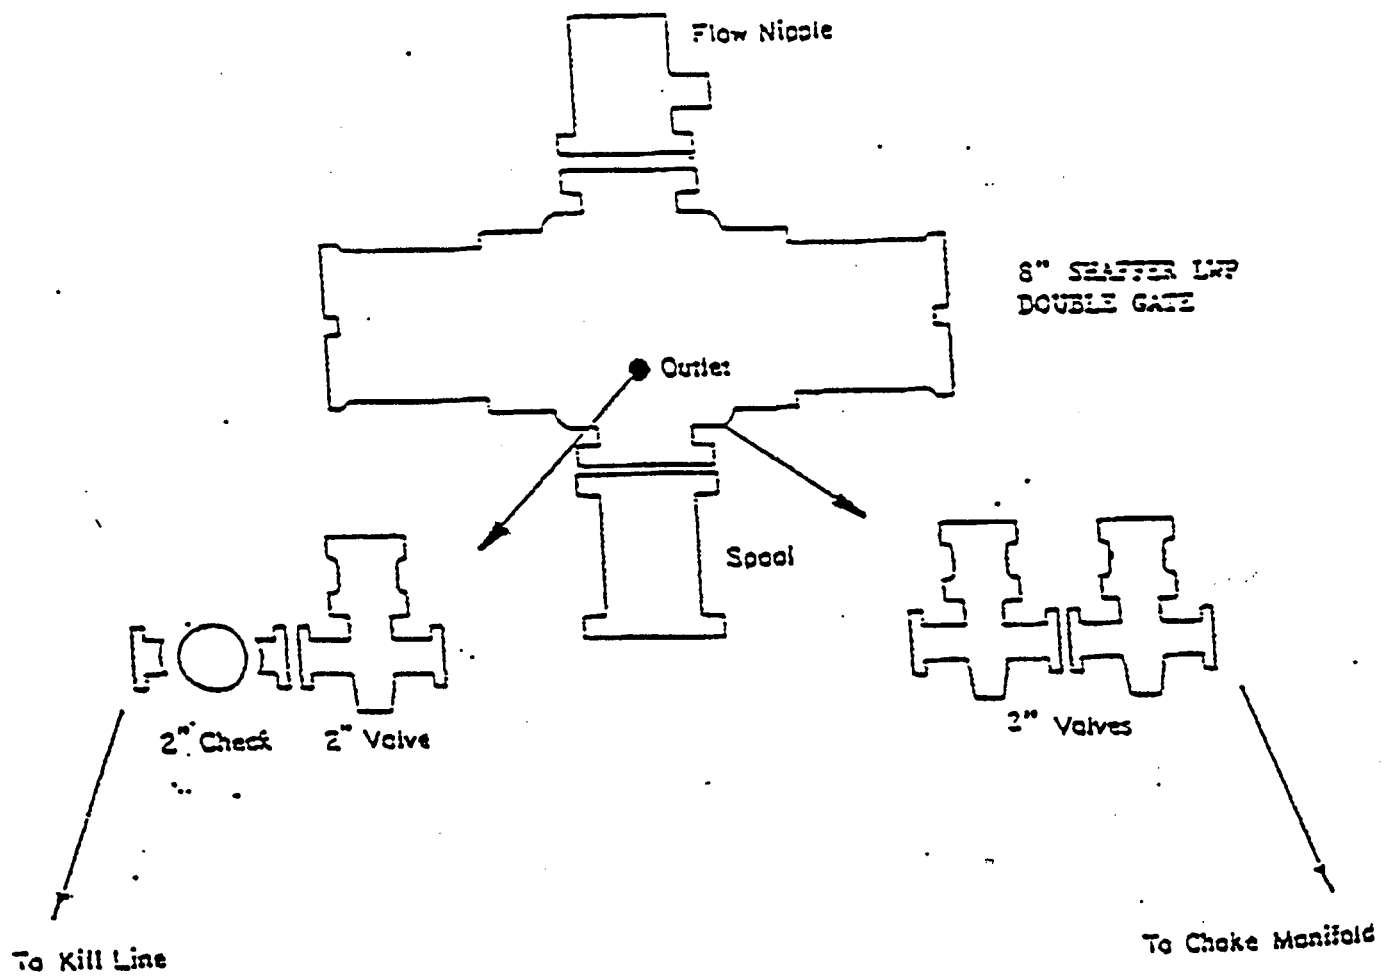 Flow Nipple
8" SHAFFER LWP
DOUBLE GATE
Outlet
Spool
2" Check
2" Valve
2" Valves
To Kill Line
To Choke Manifold